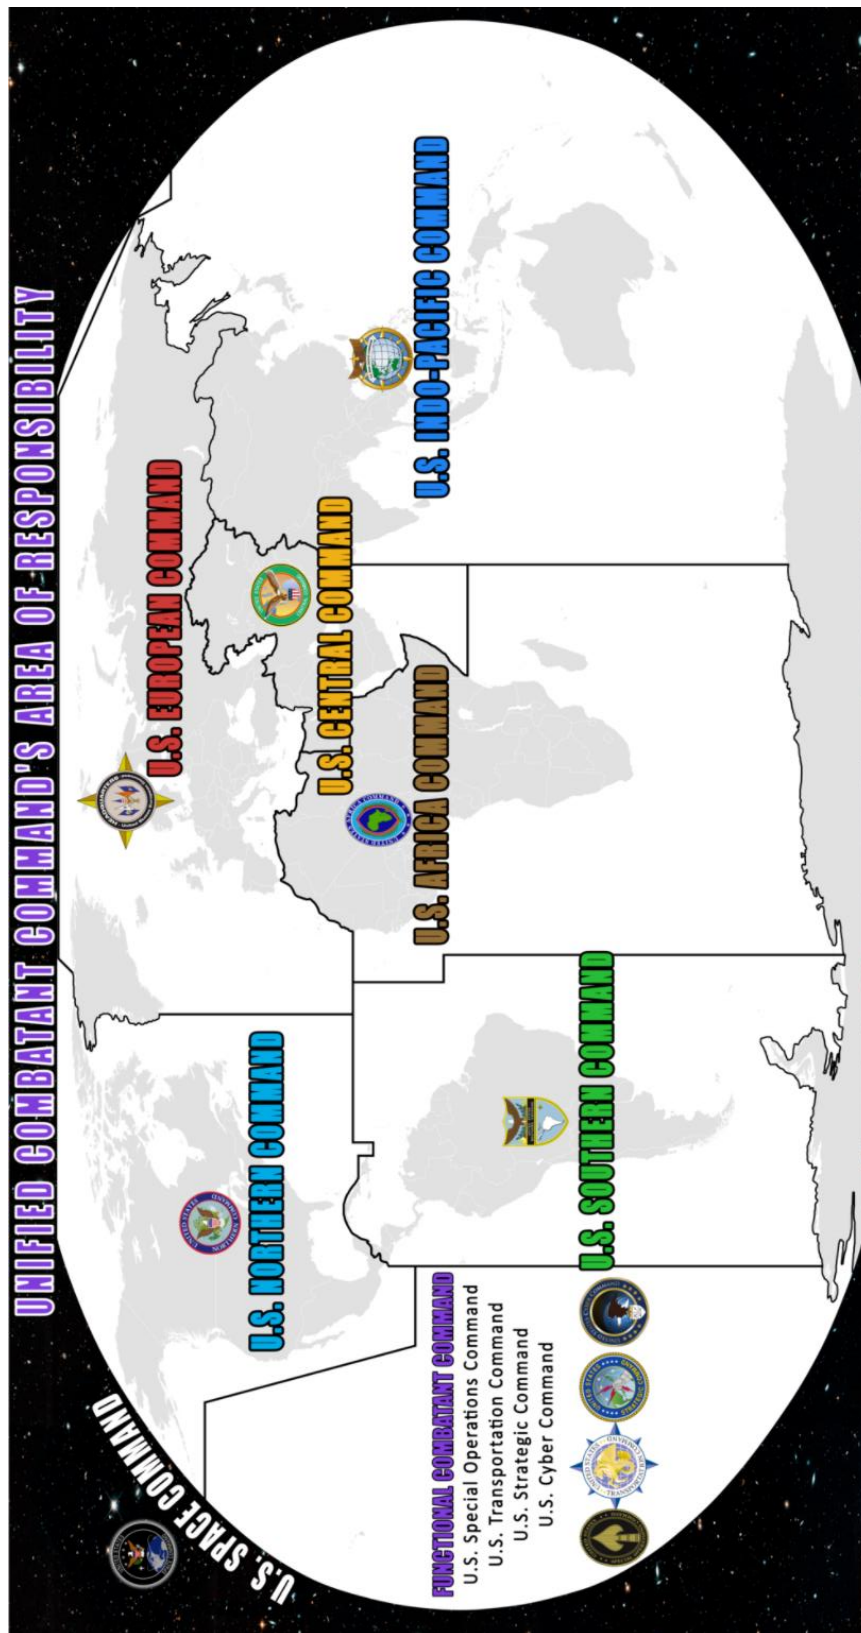 UNIFIED COMBATANT COMMAND'S AREA OF RESPONSIBILITY
U.S. SPACE COMMAND
U.S. EUROPEAN COMMAND
U.S. NORTHERN COMMAND
U.S. CENTRAL COMMAND
U.S. INDO-PACIFIC COMMAND
U.S. AFRICA COMMAND
U.S. SOUTHERN COMMAND
FUNCTIONAL COMBATANT COMMAND
U.S. Special Operations Command
U.S. Transportation Command
U.S. Strategic Command
U.S. Cyber Command